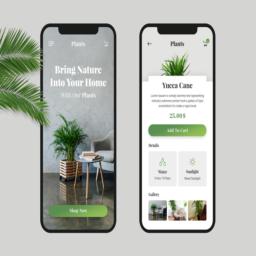 Plants
Bring Nature
Into Your Home
With Our Plants
Shop Now
Plants
Yucca Cane
25.00$
Add To Cart
Details
Water
Sunlight
Gallery